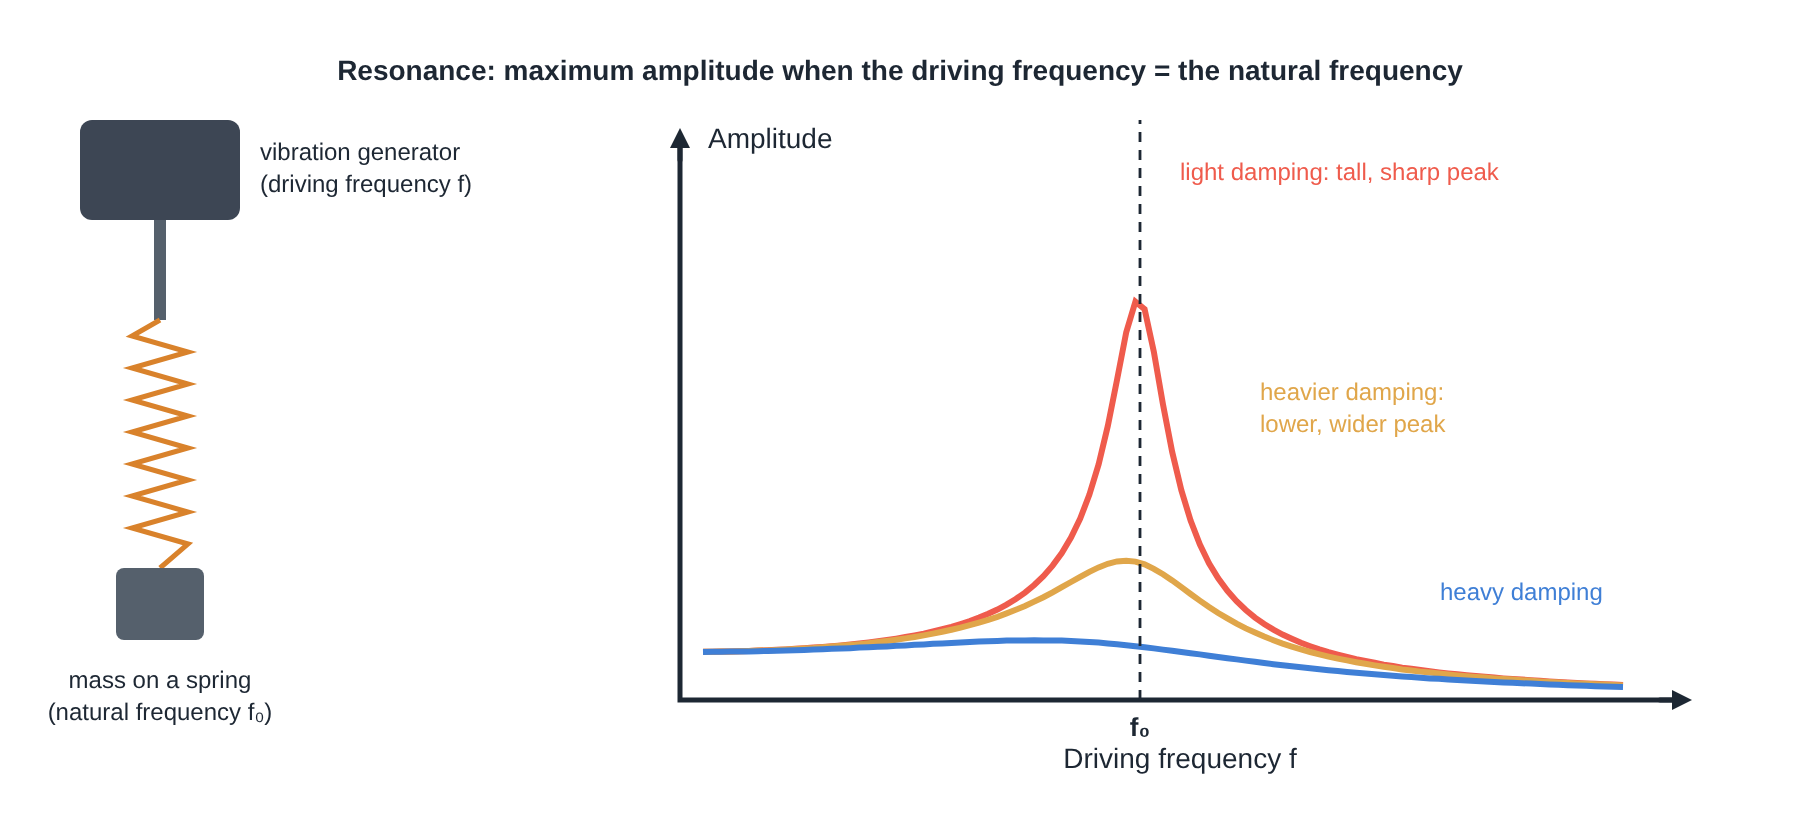 Resonance: maximum amplitude when the driving frequency = the natural frequency
vibration generator
(driving frequency f)
mass on a spring
(natural frequency f₀)
Amplitude
light damping: tall, sharp peak
heavier damping:
lower, wider peak
heavy damping
f₀
Driving frequency f